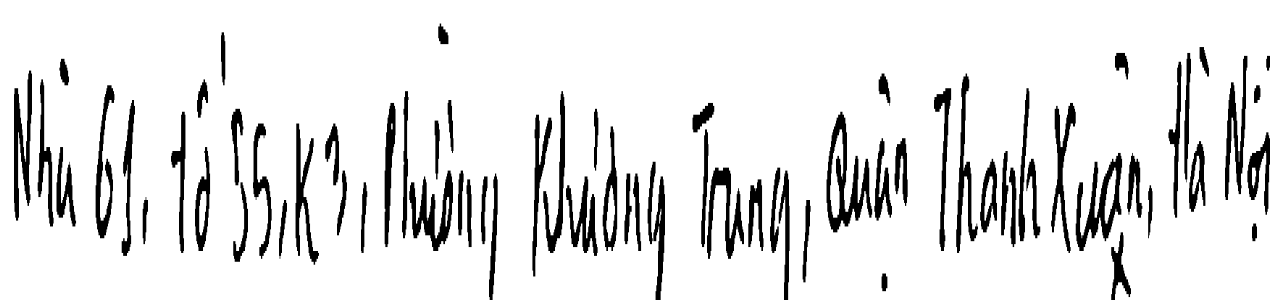 Nhà 61, tổ 55, K3, Phường Khương Trung, Quận Thanh Xuân, Hà Nội